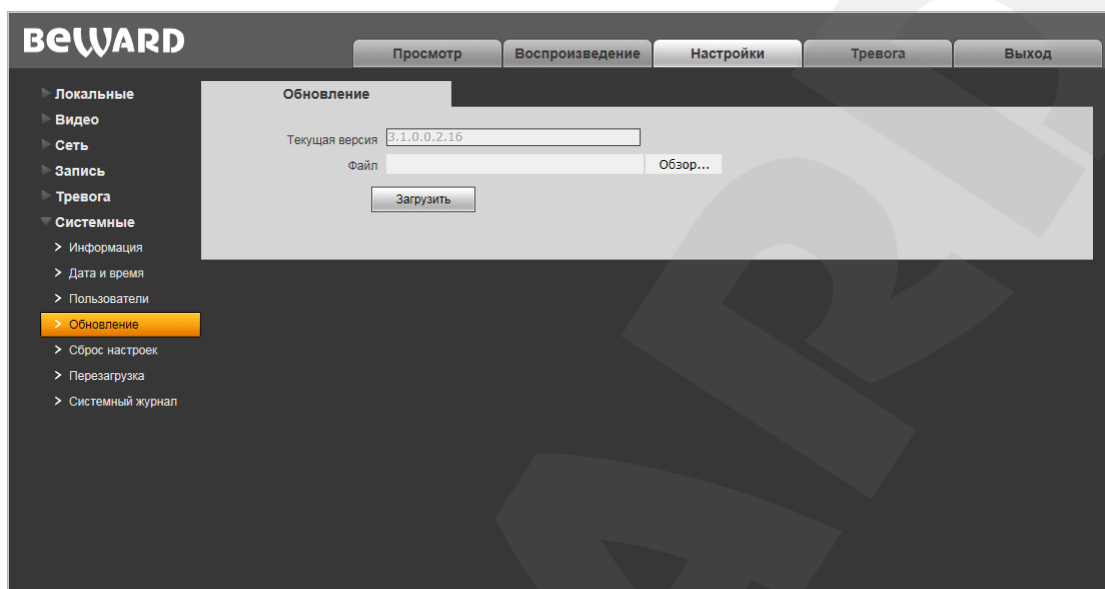 BEWARD
Просмотр Воспроизведение Настройки Тревога Выход
Локальные
Видео
Сеть
Запись
Тревога
Системные
Информация
Дата и время
Пользователи
Обновление
Сброс настроек
Перезагрузка
Системный журнал
Обновление
Текущая версия 3.1.0.0.2.16
Файл Обзор...
Загрузить